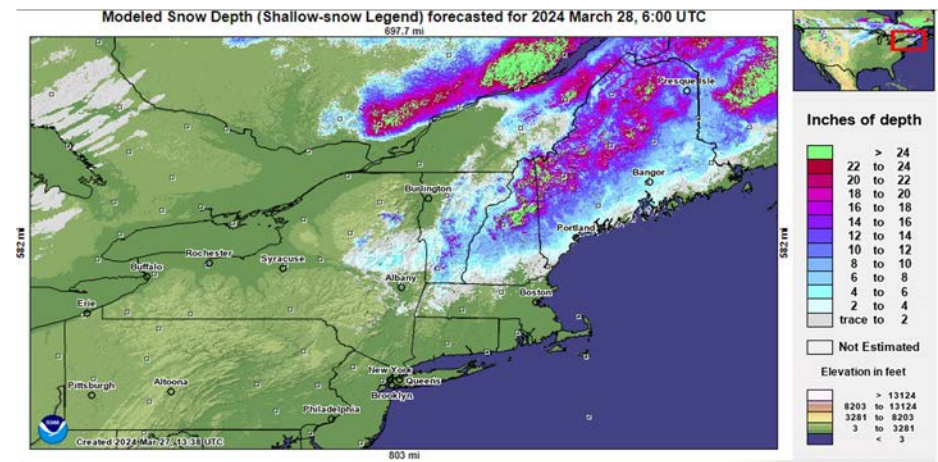 Modeled Snow Depth (Shallow-snow Legend) forecasted for 2024 March 28, 6:00 UTC
697.7 mi
Presque Isle
Inches of depth
> 24
22 to 24
20 to 22
18 to 20
16 to 18
14 to 16
12 to 14
10 to 12
8 to 10
6 to 8
4 to 6
2 to 4
trace to 2
Not Estimated
Elevation in feet
> 13124
8203 to 13124
3281 to 8203
3 to 3281
< 3
Burlington
Bangor
Portland
582 mi
582 mi
Rochester
Syracuse
Buffalo
Albany
Erie
Boston
Pittsburgh
Altoona
New York
Queens
Brooklyn
Philadelphia
Created 2024 Mar 27, 13:38 UTC
803 mi